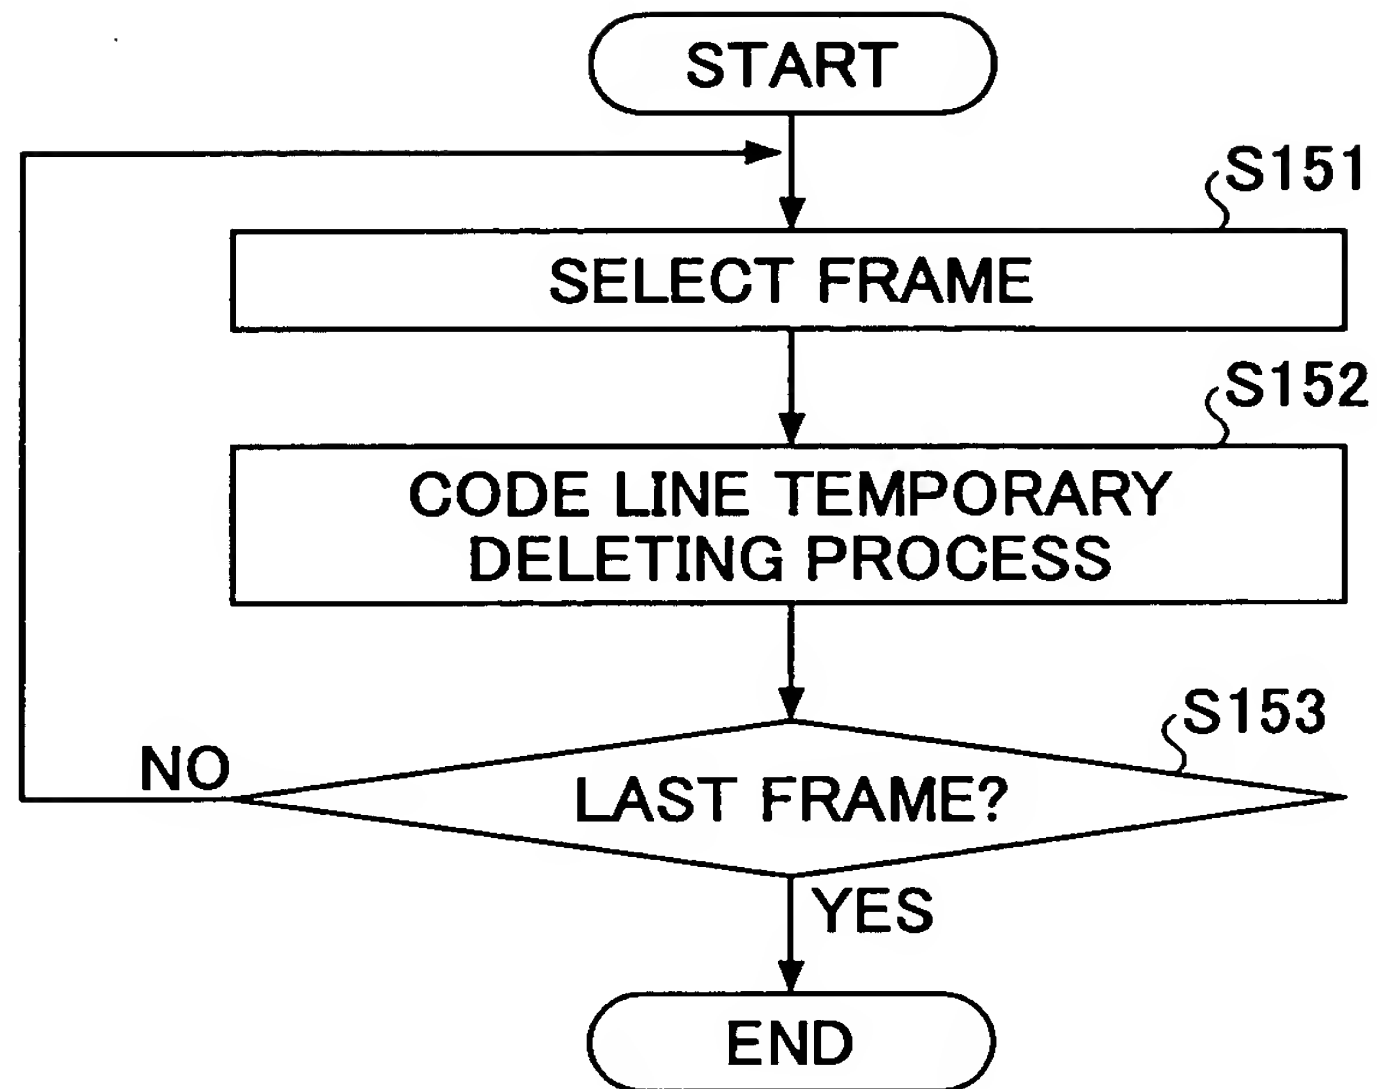 START
S151
SELECT FRAME
S152
CODE LINE TEMPORARY
DELETING PROCESS
S153
NO
LAST FRAME?
YES
END